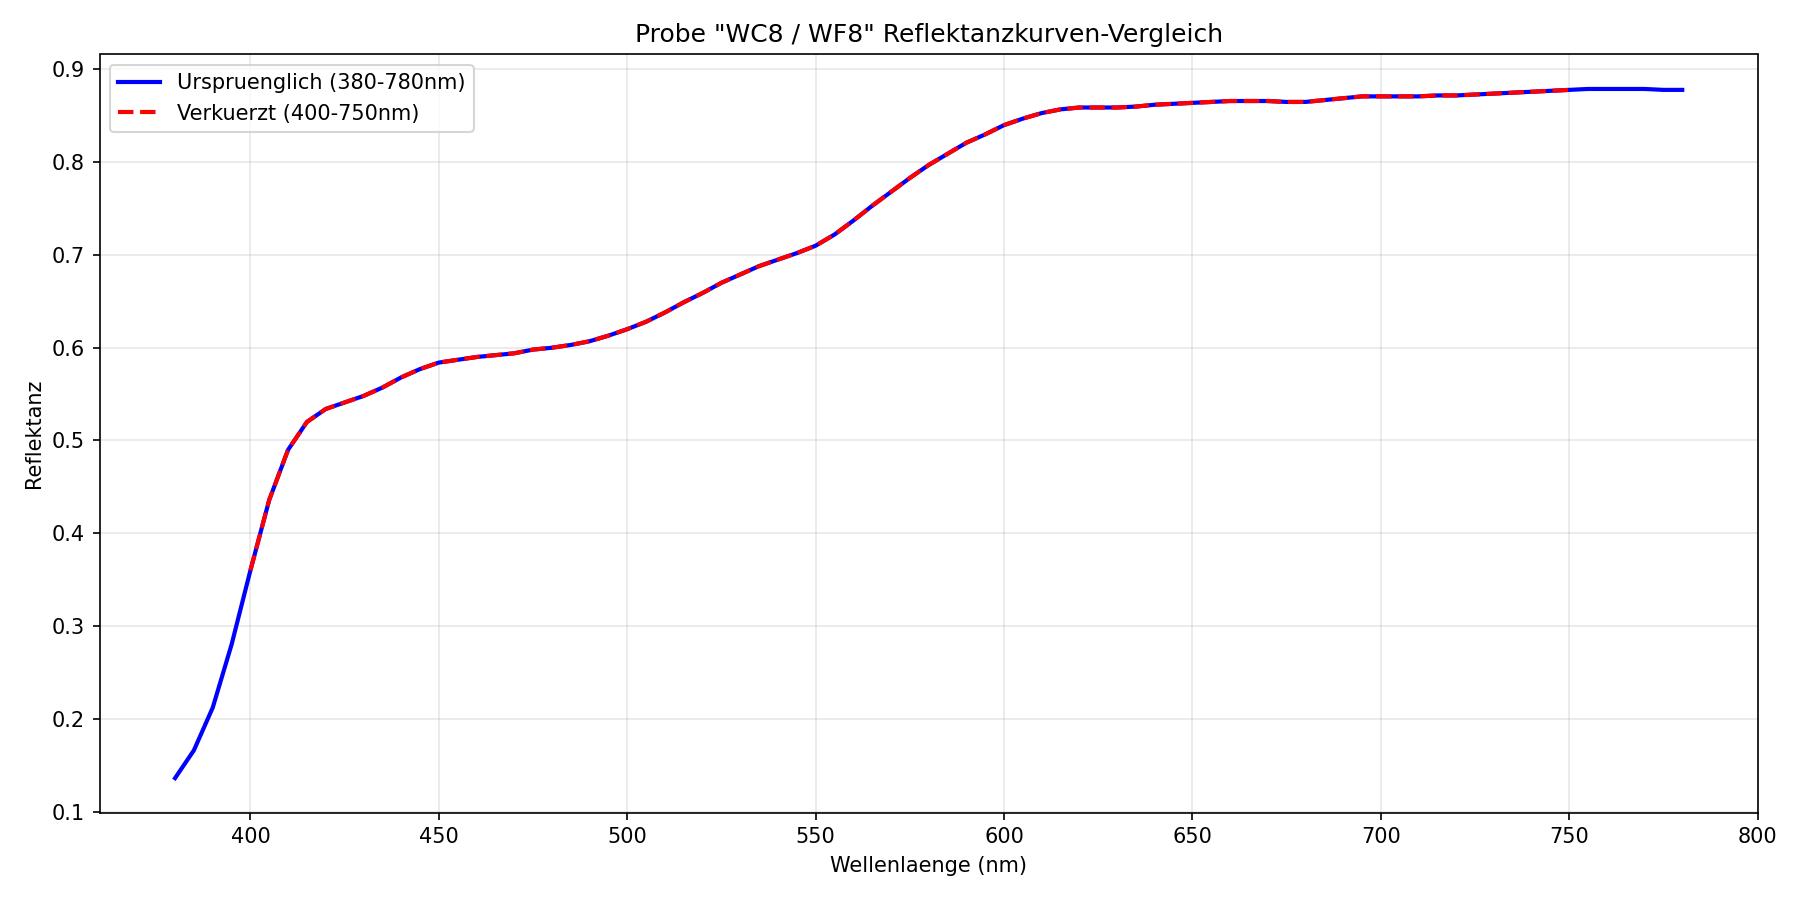 Probe "WC8 / WF8" Reflektanzkurven-Vergleich
Urspruenglich (380-780nm)
Verkuerzt (400-750nm)
0.9
0.8
0.7
0.6
0.5
0.4
0.3
0.2
0.1
Reflektanz
400 450 500 550 600 650 700 750 800
Wellenlaenge (nm)